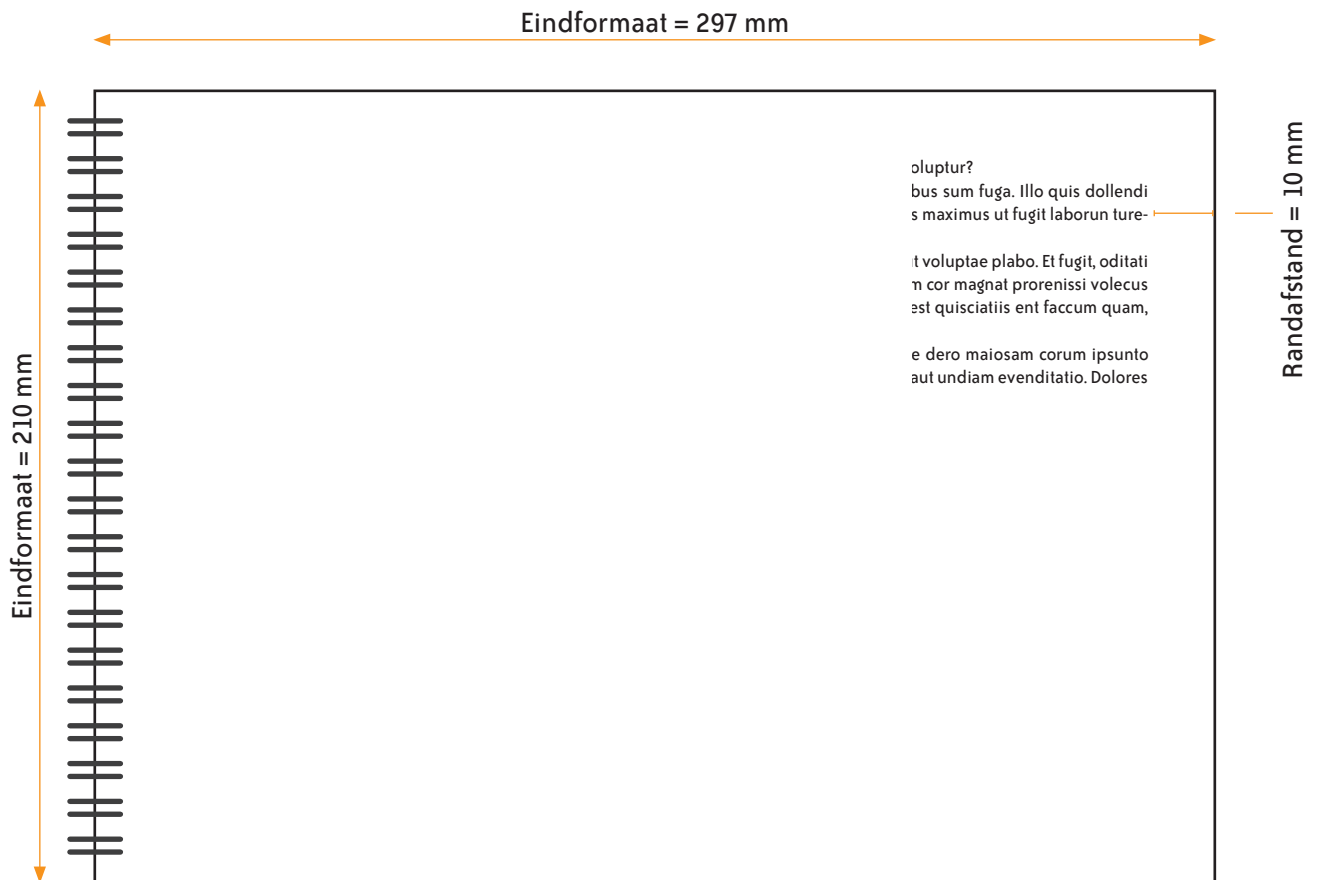 Eindformaat = 297 mm
Eindformaat = 210 mm
oluptur?
bus sum fuga. Illo quis dollendi
s maximus ut fugit laborun ture-
t voluptae plabo. Et fugit, oditati
m cor magnat prorenissi volecus
est quisciatiis ent faccum quam,
e dero maiosam corum ipsunto
aut undiam evenditatio. Dolores
Randafstand = 10 mm